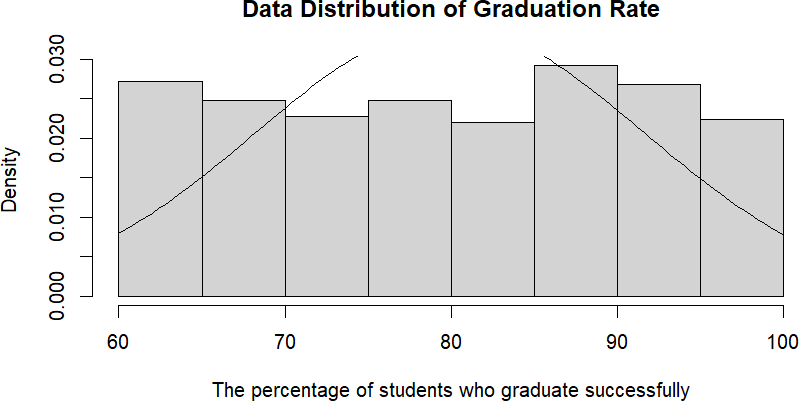 Data Distribution of Graduation Rate
Density
0.030
0.020
0.010
0.000
60 70 80 90 100
The percentage of students who graduate successfully